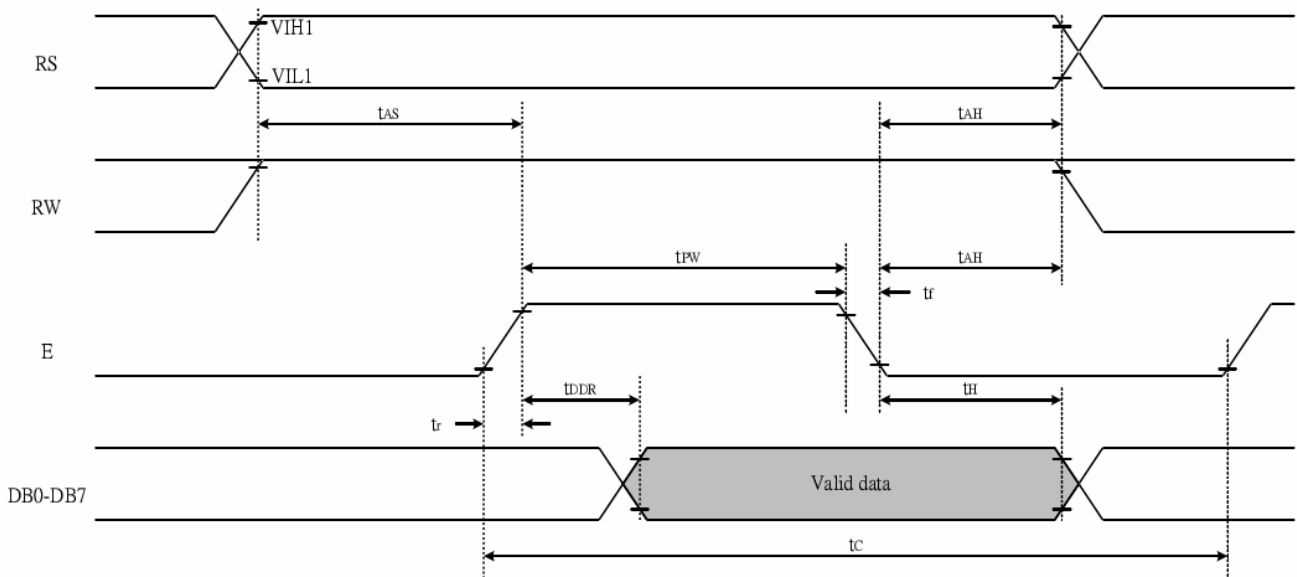 VIH1
RS
VIL1
tAS
tAH
RW
tPW
tAH
tf
E
tDDR
tH
tr
DB0-DB7
Valid data
tC